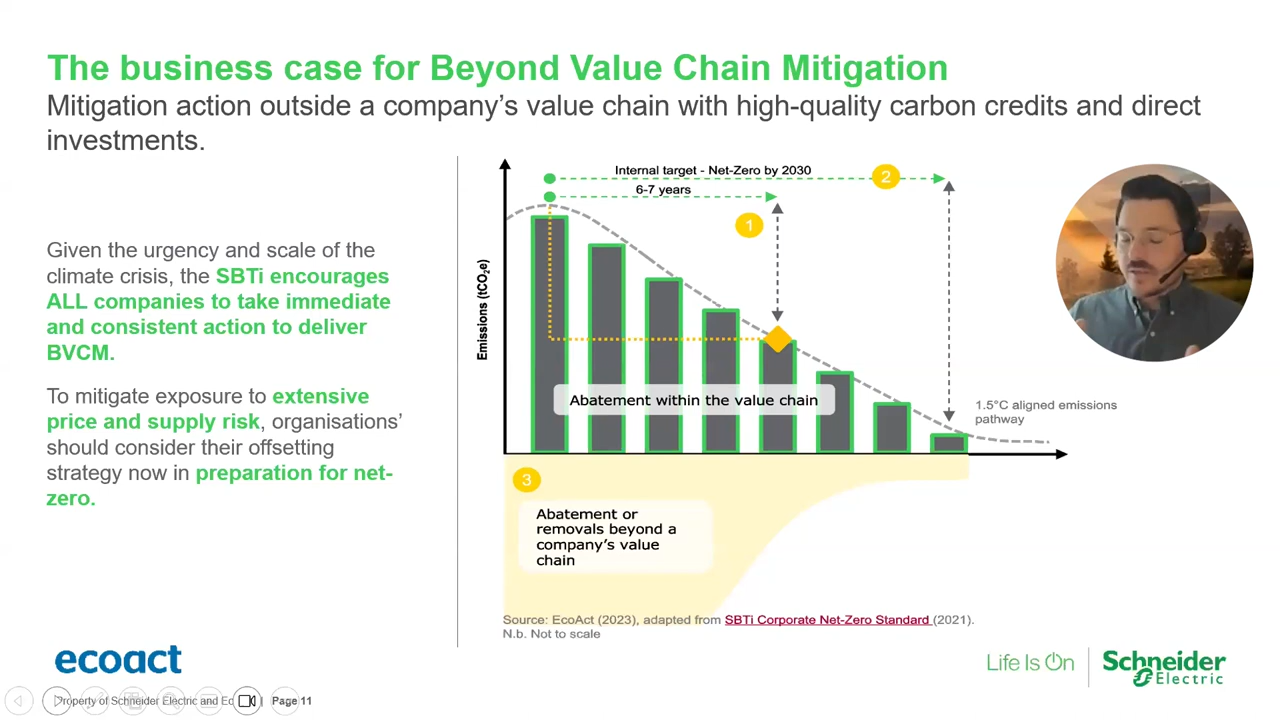 The business case for Beyond Value Chain Mitigation
Mitigation action outside a company's value chain with high-quality carbon credits and direct
investments.
Given the urgency and scale of the
climate crisis, the SBTi encourages
ALL companies to take immediate
and consistent action to deliver
BVCM.
To mitigate exposure to extensive
price and supply risk, organisations'
should consider their offsetting
strategy now in preparation for net-
zero.
Internal target - Net-Zero by 2030
2
6-7 years
1
Emissions (tCO₂e)
Abatement within the value chain
1.5°C aligned emissions
pathway
3
Abatement or
removals beyond a
company's value
chain
Source: EcoAct (2023), adapted from SBTi Corporate Net-Zero Standard (2021).
N.b. Not to scale
ecoact
Life Is On
Schneider
Electric
Property of Schneider Electric and Ec | Page 11